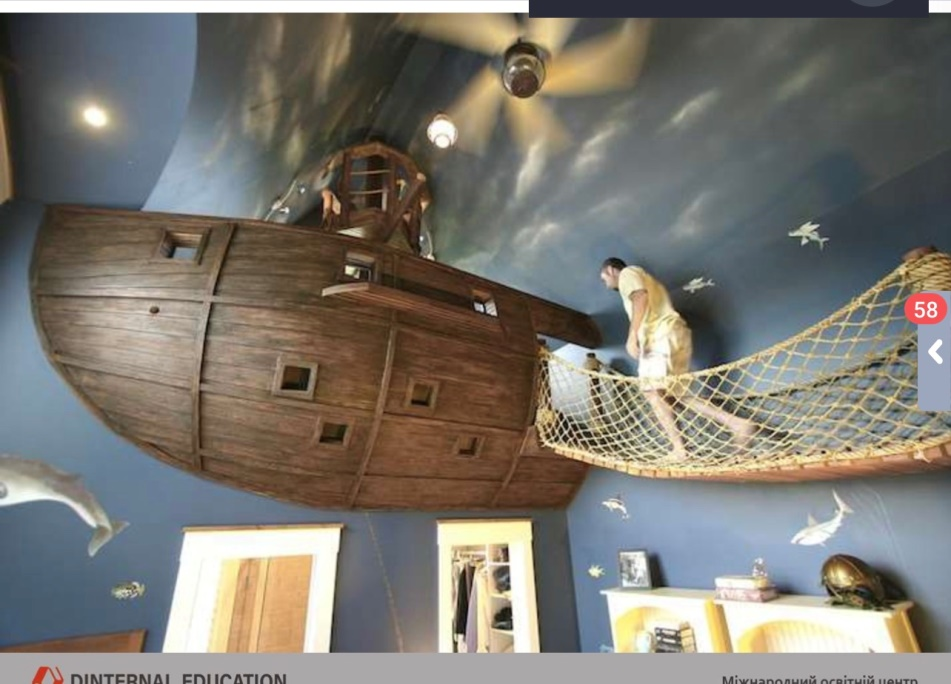 58
DINTERNAL EDUCATION
Міжнародний освітній центр